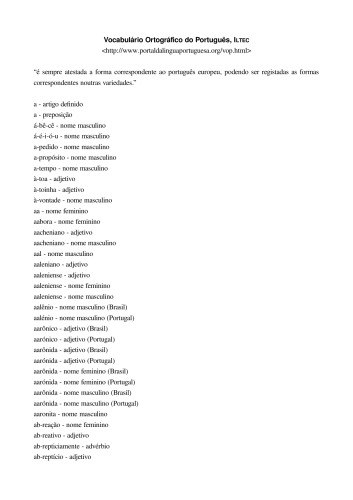 Vocabulário Ortográfico do Português, ILTEC
<http://www.portaldalinguaportuguesa.org/vop.html>
“é sempre atestada a forma correspondente ao português europeu, podendo ser registadas as formas
correspondentes noutras variedades.”
a - artigo definido
a - preposição
á-bê-cê - nome masculino
á-é-i-ó-u - nome masculino
a-pedido - nome masculino
a-propósito - nome masculino
a-tempo - nome masculino
à-toa - adjetivo
à-toinha - adjetivo
à-vontade - nome masculino
aa - nome feminino
aabora - nome feminino
aacheniano - adjetivo
aacheniano - nome masculino
aal - nome masculino
aaleniano - adjetivo
aaleniense - adjetivo
aaleniense - nome feminino
aaleniense - nome masculino
aalênio - nome masculino (Brasil)
aalénio - nome masculino (Portugal)
aarônico - adjetivo (Brasil)
aarónico - adjetivo (Portugal)
aarônida - adjetivo (Brasil)
aarónida - adjetivo (Portugal)
aarônida - nome feminino (Brasil)
aarónida - nome feminino (Portugal)
aarônida - nome masculino (Brasil)
aarónida - nome masculino (Portugal)
aaronita - nome masculino
ab-reação - nome feminino
ab-reativo - adjetivo
ab-repticiamente - advérbio
ab-reptício - adjetivo